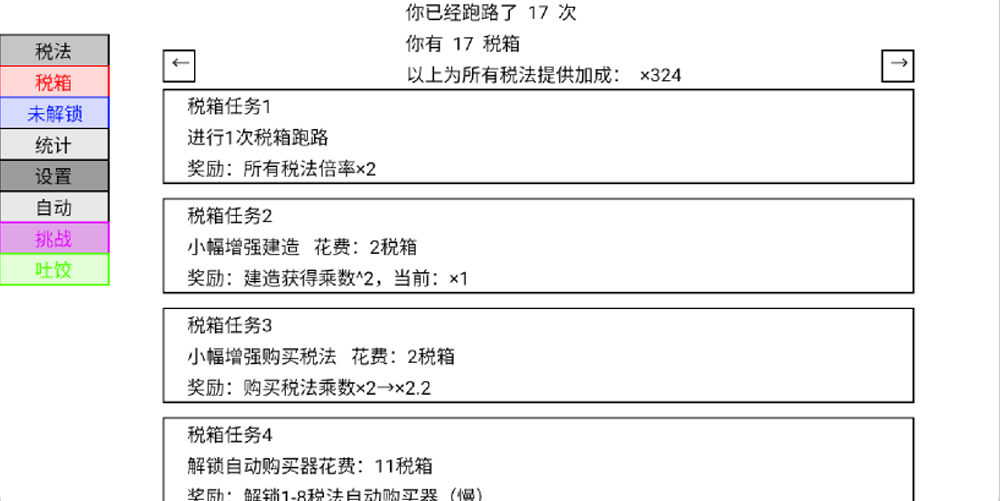 你已经跑路了 17 次
你有 17 税箱
以上为所有税法提供加成： ×324
←
→
税法
税箱
未解锁
统计
设置
自动
挑战
吐饺
税箱任务1
进行1次税箱跑路
奖励：所有税法倍率×2
税箱任务2
小幅增强建造 花费：2税箱
奖励：建造获得乘数^2，当前：×1
税箱任务3
小幅增强购买税法 花费：2税箱
奖励：购买税法乘数×2→×2.2
税箱任务4
解锁自动购买器花费：11税箱
奖励：解锁1-8税法自动购买器（慢）